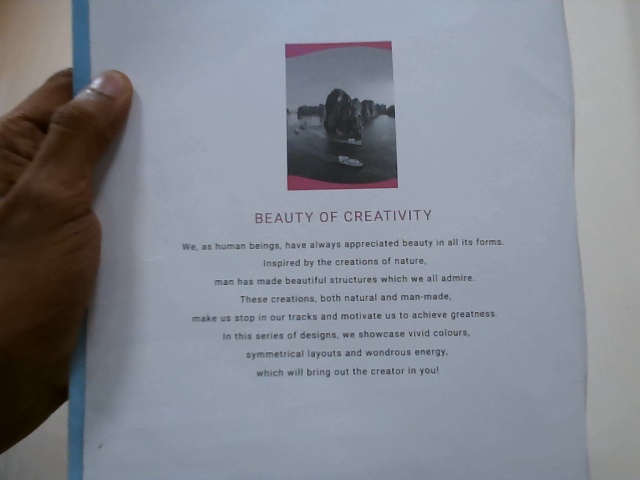 BEAUTY OF CREATIVITY
We, as human beings, have always appreciated beauty in all its forms.
Inspired by the creations of nature,
man has made beautiful structures which we all admire.
These creations, both natural and man-made,
make us stop in our tracks and motivate us to achieve greatness.
In this series of designs, we showcase vivid colours,
symmetrical layouts and wondrous energy,
which will bring out the creator in you!